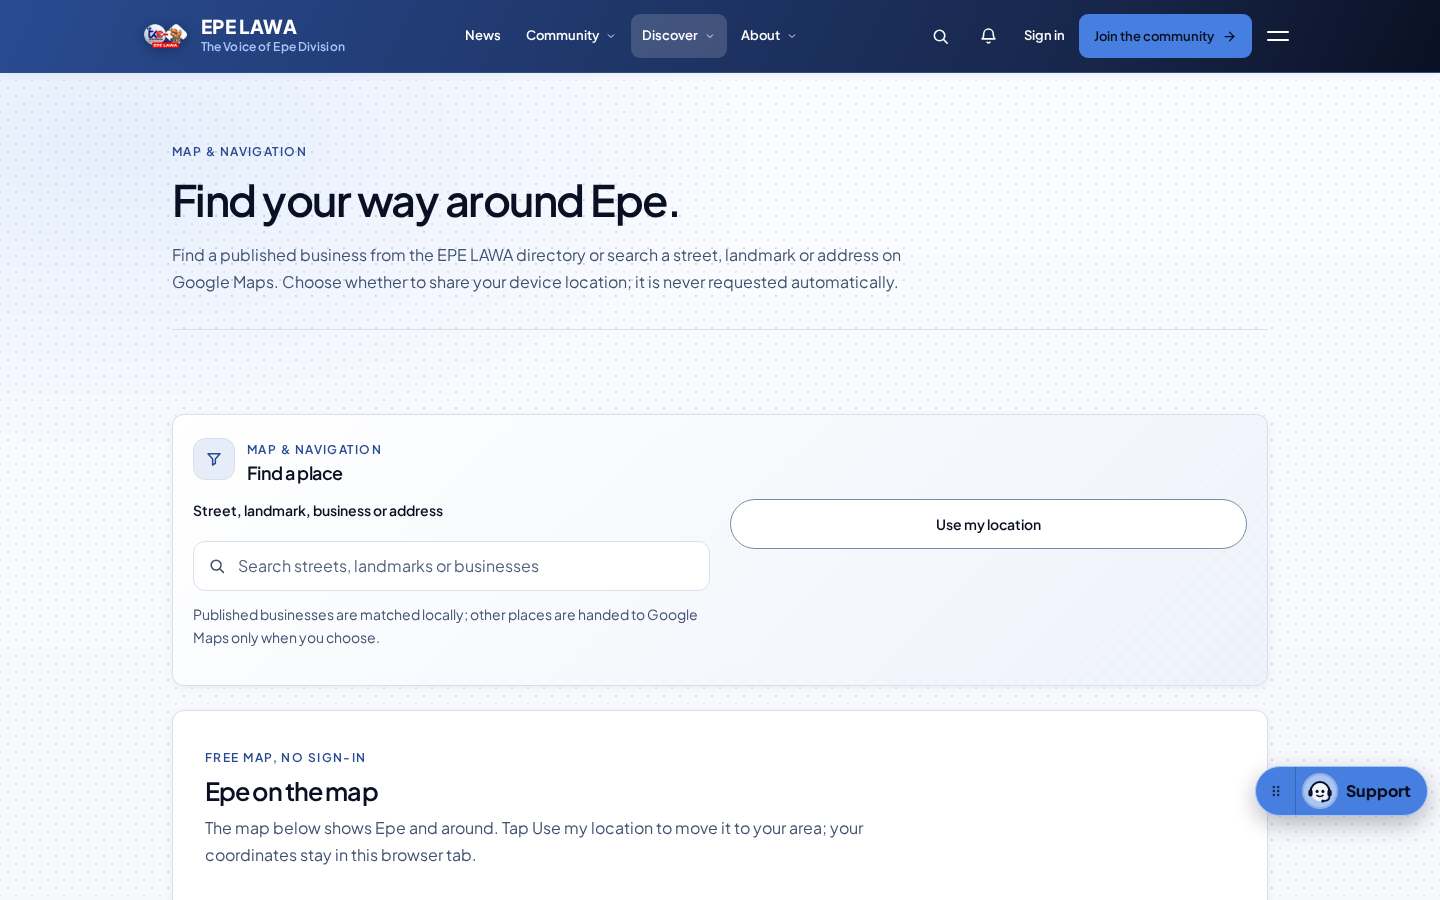 EPE LAWA
The Voice of Epe Division
News
Community
Discover
About
Sign in
Join the community
MAP & NAVIGATION
Find your way around Epe.
Find a published business from the EPE LAWA directory or search a street, landmark or address on
Google Maps. Choose whether to share your device location; it is never requested automatically.
MAP & NAVIGATION
Find a place
Street, landmark, business or address
Use my location
Search streets, landmarks or businesses
Published businesses are matched locally; other places are handed to Google
Maps only when you choose.
FREE MAP, NO SIGN-IN
Epe on the map
The map below shows Epe and around. Tap Use my location to move it to your area; your
coordinates stay in this browser tab.
Support